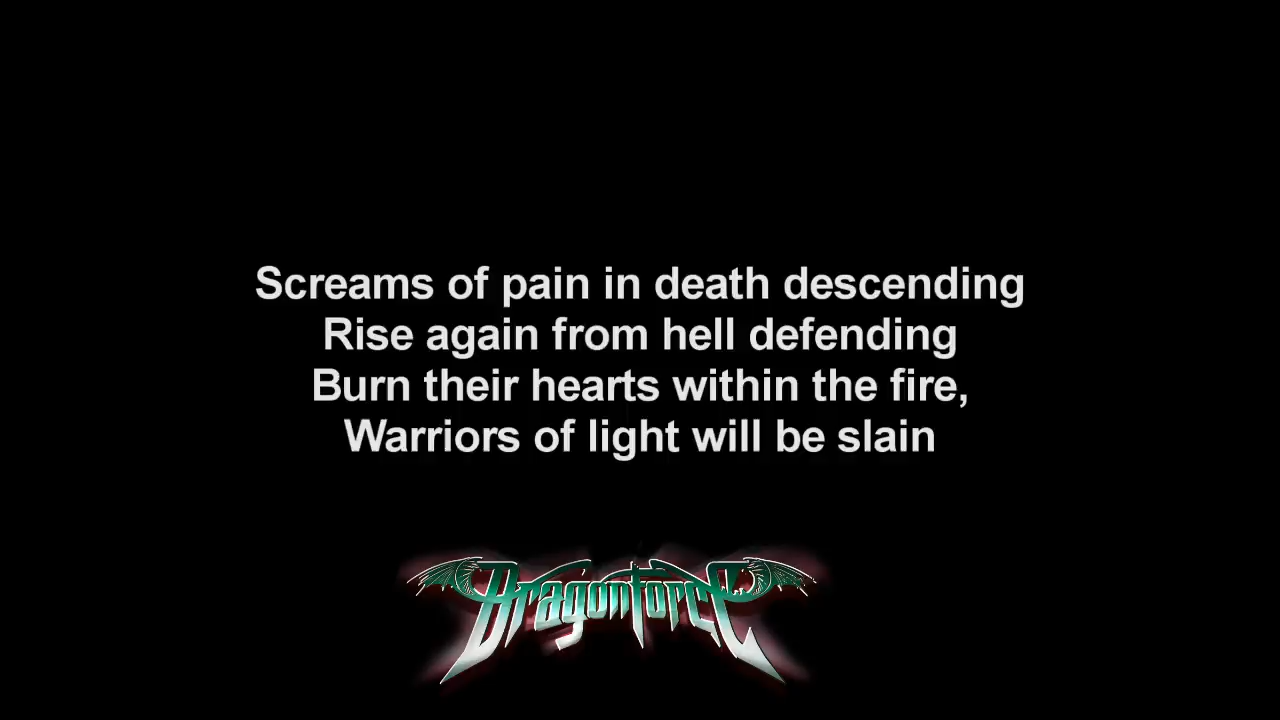 Screams of pain in death descending
Rise again from hell defending
Burn their hearts within the fire,
Warriors of light will be slain
DragonForce